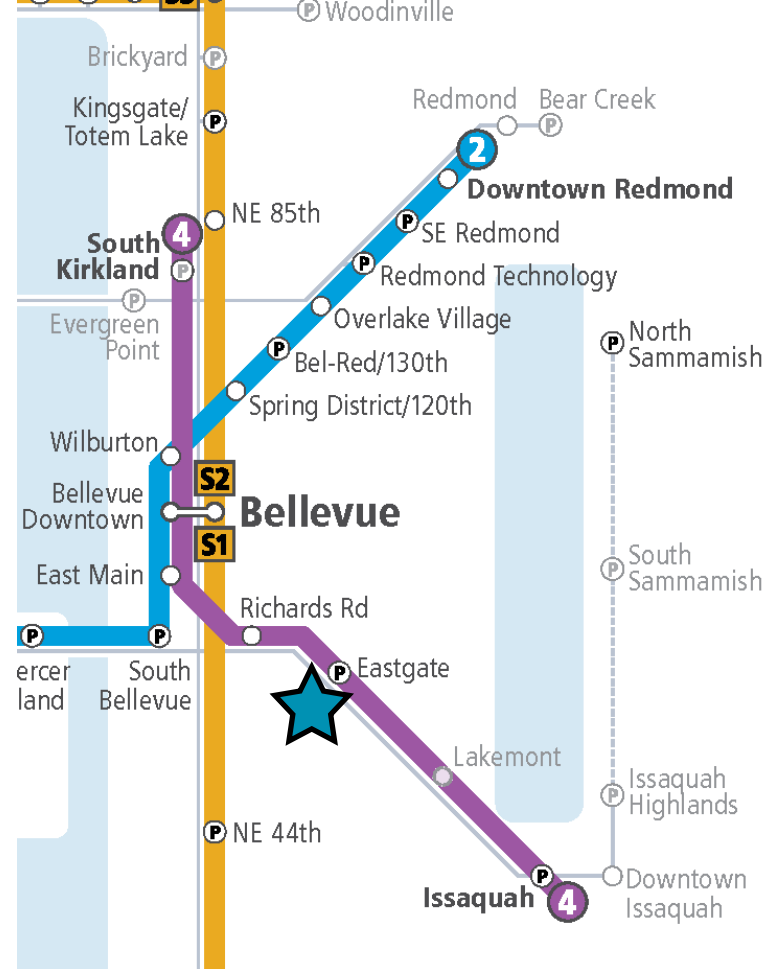 S3
P Woodinville
Brickyard P
Kingsgate/
Totem Lake P
Redmond
Bear Creek
P
2
Downtown Redmond
NE 85th
4
South
Kirkland
P
P SE Redmond
P Redmond Technology
P
Evergreen
Point
Overlake Village
P Bel-Red/130th
Spring District/120th
P North
Sammamish
Wilburton
S2
Bellevue
Downtown
Bellevue
S1
East Main
P South
Sammamish
Richards Rd
P
ercer
land
P
South
Bellevue
P Eastgate
Lakemont
P Issaquah
Highlands
P NE 44th
Issaquah P
4
Downtown
Issaquah